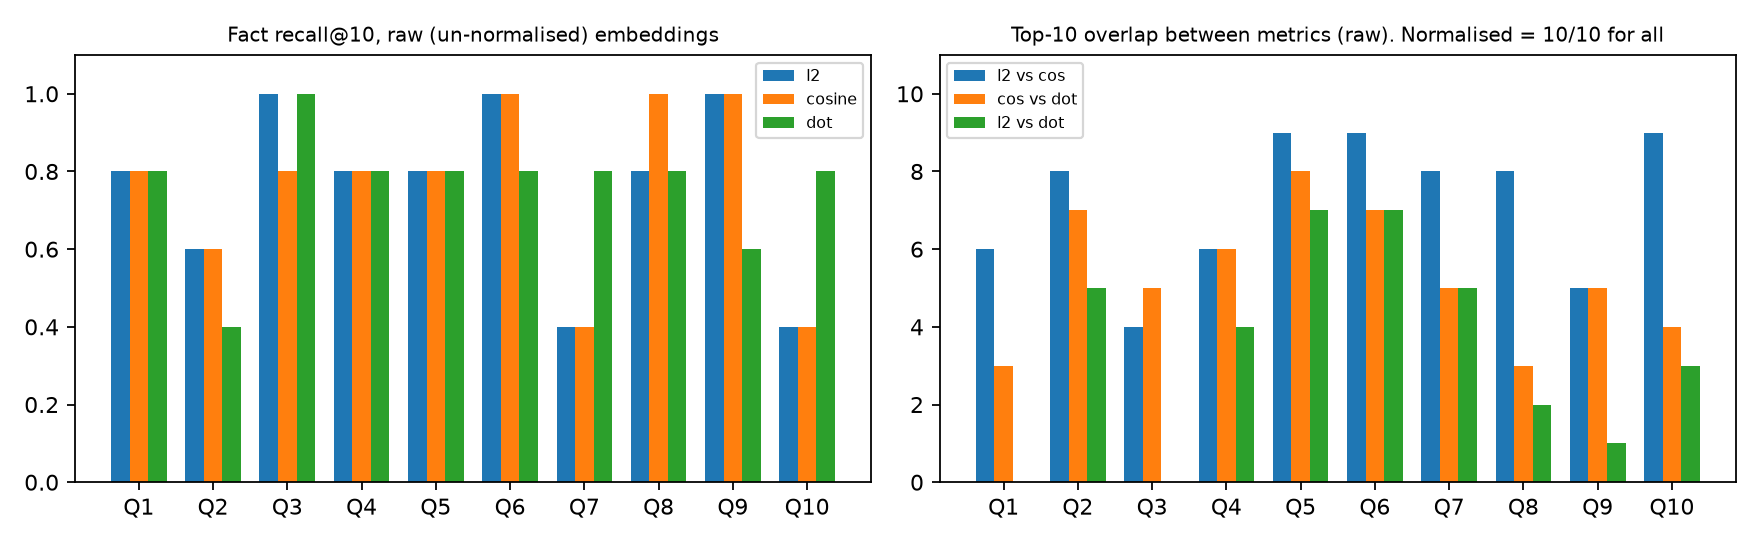 Fact recall@10, raw (un-normalised) embeddings
l2
cosine
dot
1.0
0.8
0.6
0.4
0.2
0.0
Q1 Q2 Q3 Q4 Q5 Q6 Q7 Q8 Q9 Q10
Top-10 overlap between metrics (raw). Normalised = 10/10 for all
l2 vs cos
cos vs dot
l2 vs dot
10
8
6
4
2
0
Q1 Q2 Q3 Q4 Q5 Q6 Q7 Q8 Q9 Q10